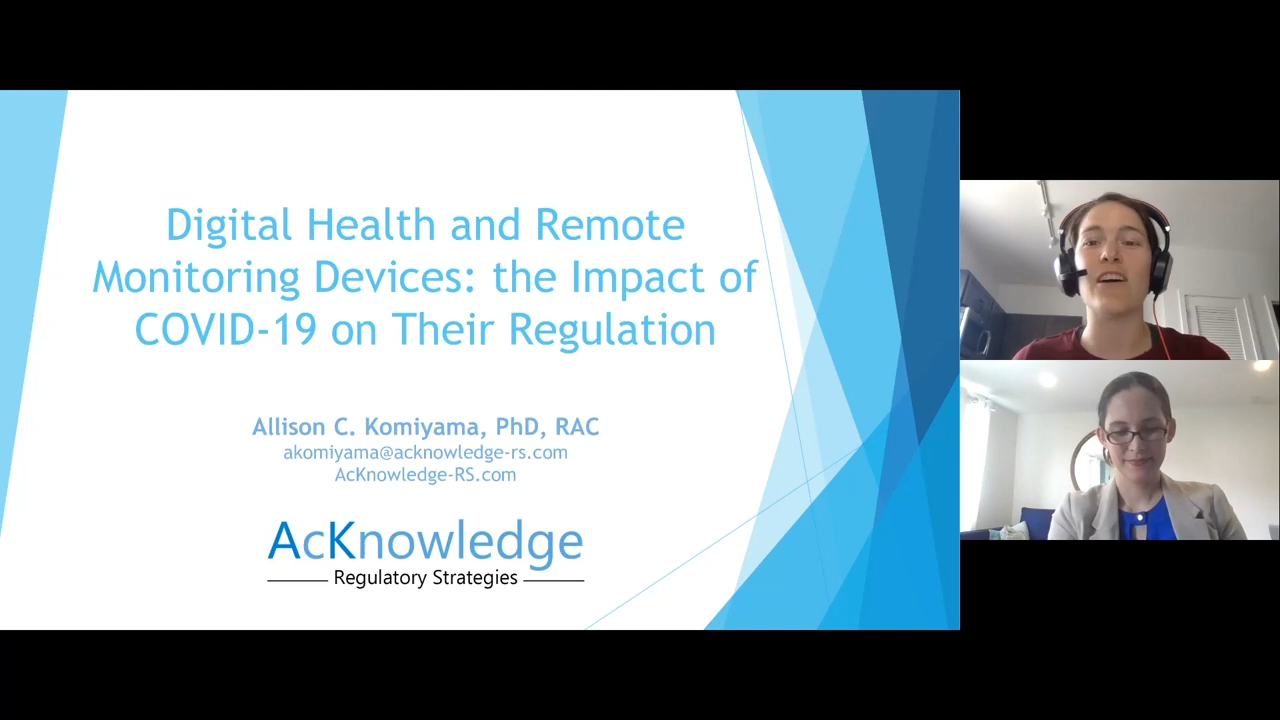 Digital Health and Remote
Monitoring Devices: the Impact of
COVID-19 on Their Regulation
Allison C. Komiyama, PhD, RAC
akomiyama@acknowledge-rs.com
AcKnowledge-RS.com
AcKnowledge
Regulatory Strategies